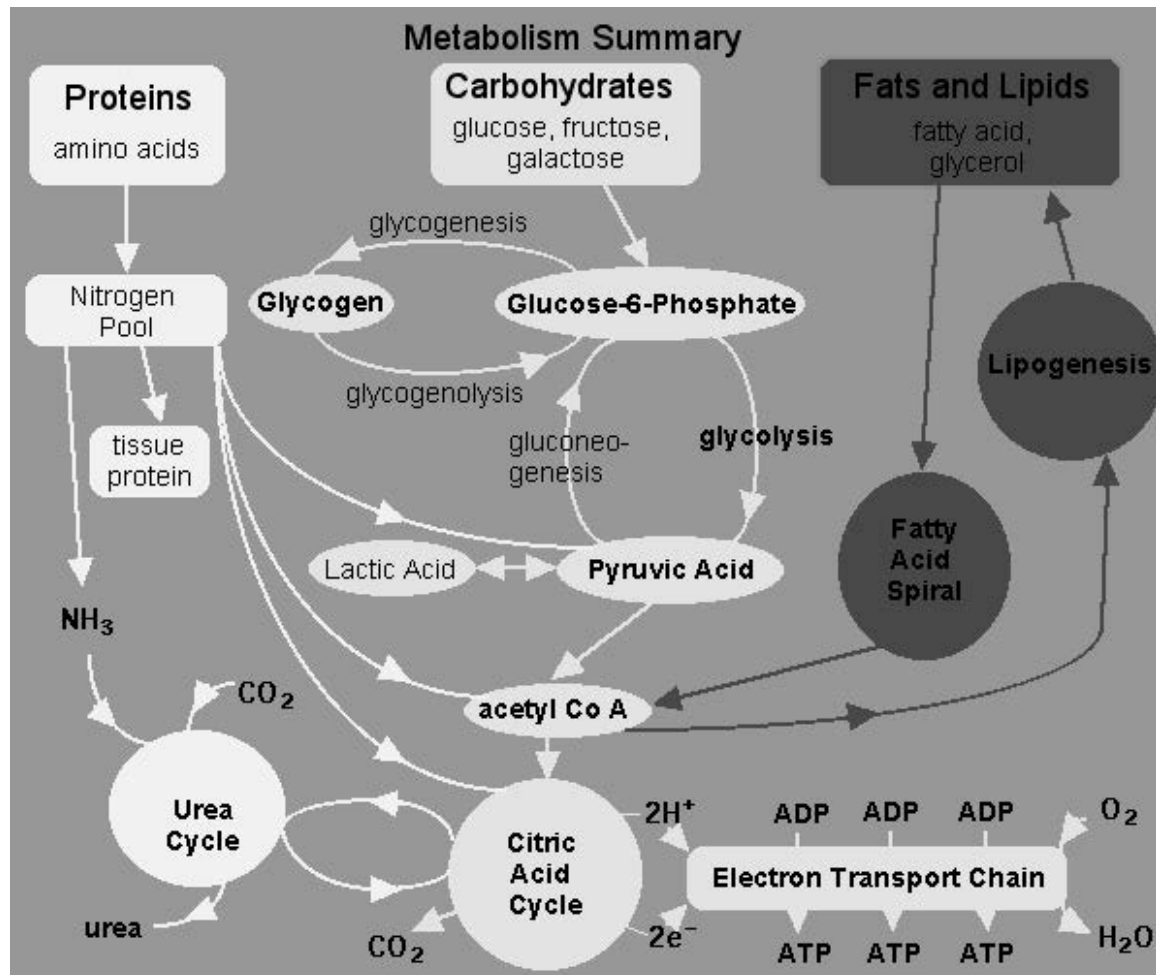 Metabolism Summary
Proteins
amino acids
Carbohydrates
glucose, fructose,
galactose
Fats and Lipids
fatty acid,
glycerol
glycogenesis
Nitrogen
Pool
Glycogen
Glucose-6-Phosphate
Lipogenesis
glycogenolysis
tissue
protein
gluconeo-
genesis
glycolysis
Fatty
Acid
Spiral
Lactic Acid
Pyruvic Acid
NH₃
CO₂
acetyl Co A
Urea
Cycle
Citric
Acid
Cycle
2H⁺
ADP ADP ADP
O₂
Electron Transport Chain
urea
CO₂
2e⁻
ATP ATP ATP
H₂O